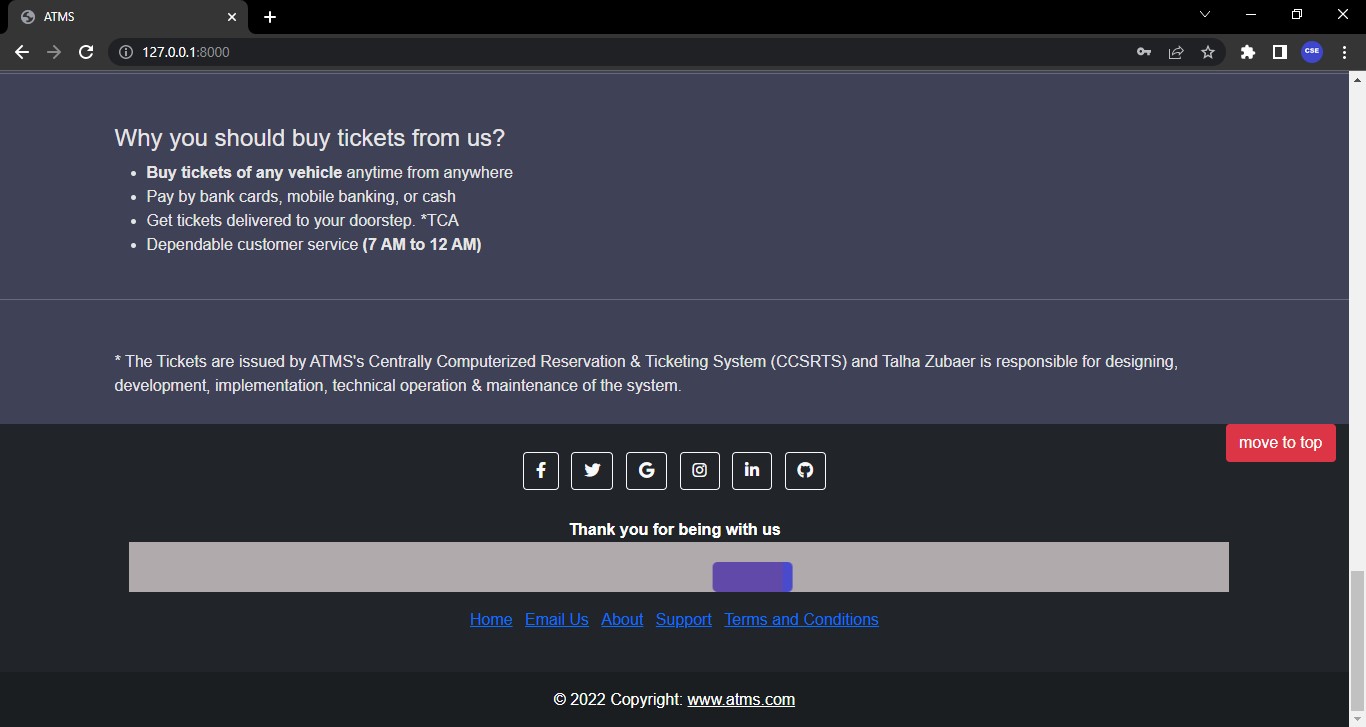 ATMS
127.0.0.1:8000
CSE
Why you should buy tickets from us?
Buy tickets of any vehicle anytime from anywhere
Pay by bank cards, mobile banking, or cash
Get tickets delivered to your doorstep. *TCA
Dependable customer service (7 AM to 12 AM)
* The Tickets are issued by ATMS's Centrally Computerized Reservation & Ticketing System (CCSRTS) and Talha Zubaer is responsible for designing,
development, implementation, technical operation & maintenance of the system.
move to top
Thank you for being with us
Home Email Us About Support Terms and Conditions
© 2022 Copyright: www.atms.com